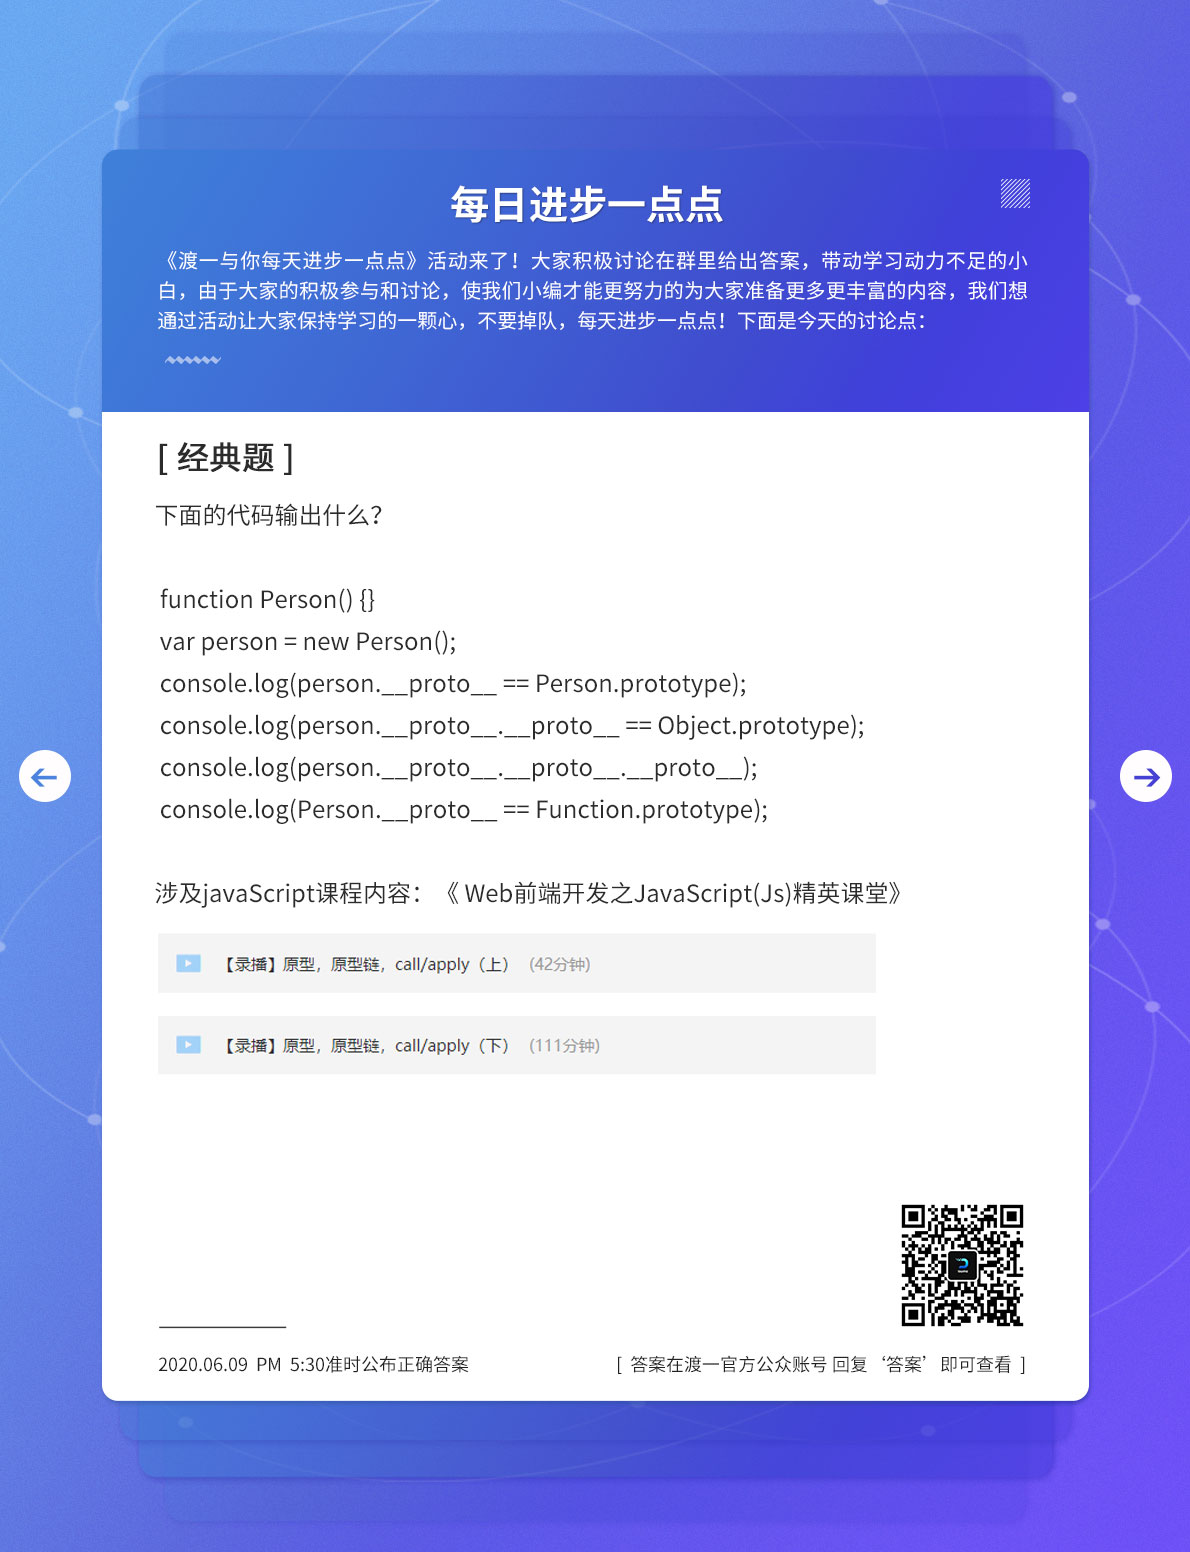 每日进步一点点
《渡一与你每天进步一点点》活动来了！大家积极讨论在群里给出答案，带动学习动力不足的小
白，由于大家的积极参与和讨论，使我们小编才能更努力的为大家准备更多更丰富的内容，我们想
通过活动让大家保持学习的一颗心，不要掉队，每天进步一点点！下面是今天的讨论点：
[ 经典题 ]
下面的代码输出什么？
function Person() {}
var person = new Person();
console.log(person.__proto__ == Person.prototype);
console.log(person.__proto__.__proto__ == Object.prototype);
console.log(person.__proto__.__proto__.__proto__);
console.log(Person.__proto__ == Function.prototype);
涉及javaScript课程内容：《 Web前端开发之JavaScript(Js)精英课堂》
【录播】原型，原型链，call/apply（上） (42分钟)
【录播】原型，原型链，call/apply（下） (111分钟)
2020.06.09 PM 5:30准时公布正确答案
[ 答案在渡一官方公众账号 回复‘答案’即可查看 ]